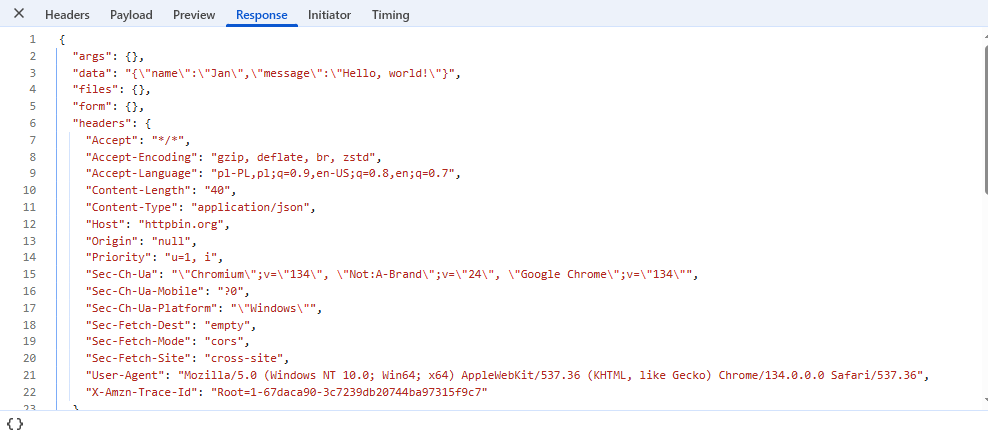 Headers Payload Preview Response Initiator Timing
1 {
2 "args": {},
3 "data": "{\"name\":\"Jan\",\"message\":\"Hello, world!\"}",
4 "files": {},
5 "form": {},
6 "headers": {
7 "Accept": "*/*",
8 "Accept-Encoding": "gzip, deflate, br, zstd",
9 "Accept-Language": "pl-PL,pl;q=0.9,en-US;q=0.8,en;q=0.7",
10 "Content-Length": "40",
11 "Content-Type": "application/json",
12 "Host": "httpbin.org",
13 "Origin": "null",
14 "Priority": "u=1, i",
15 "Sec-Ch-Ua": "\"Chromium\";v=\"134\", \"Not:A-Brand\";v=\"24\", \"Google Chrome\";v=\"134\"",
16 "Sec-Ch-Ua-Mobile": "?0",
17 "Sec-Ch-Ua-Platform": "\"Windows\"",
18 "Sec-Fetch-Dest": "empty",
19 "Sec-Fetch-Mode": "cors",
20 "Sec-Fetch-Site": "cross-site",
21 "User-Agent": "Mozilla/5.0 (Windows NT 10.0; Win64; x64) AppleWebKit/537.36 (KHTML, like Gecko) Chrome/134.0.0.0 Safari/537.36",
22 "X-Amzn-Trace-Id": "Root=1-67daca90-3c7239db20744ba97315f9c7"
23 }
{}